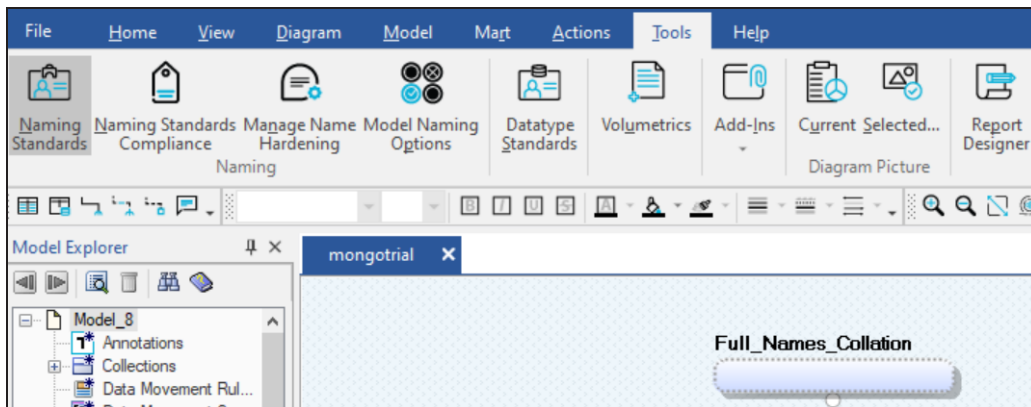 File Home View Diagram Model Mart Actions Tools Help
Naming Standards
Naming Standards Compliance
Manage Name Hardening
Model Naming Options
Datatype Standards
Volumetrics
Add-Ins
Current Selected...
Report Designer
Naming
Diagram Picture
B I U S A
Model Explorer
mongotrial
Model_8
Annotations
Collections
Data Movement Rul...
Full_Names_Collation